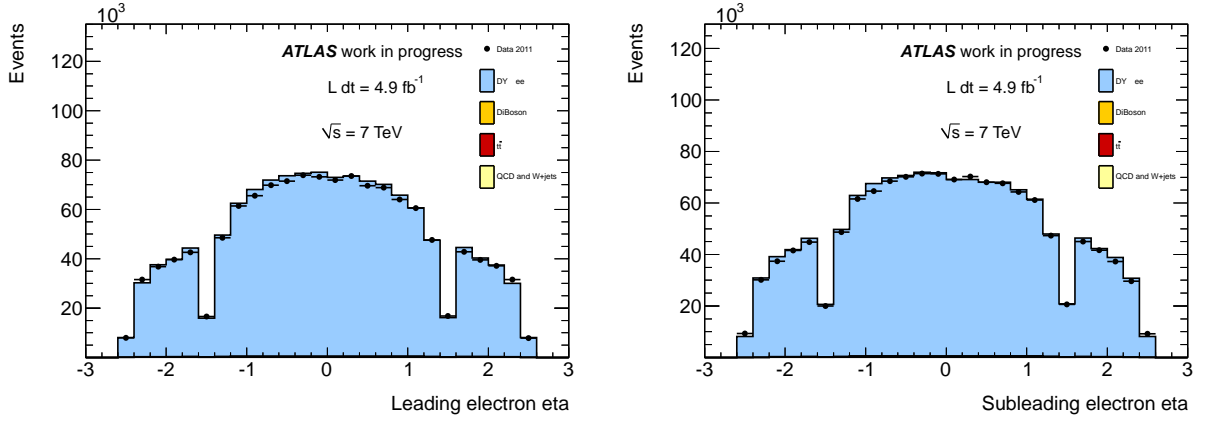 10³
Events
120
100
80
60
40
20
-3 -2 -1 0 1 2 3
Leading electron eta
ATLAS work in progress
L dt = 4.9 fb⁻¹
√s = 7 TeV
Data 2011
DY ee
DiBoson
tt̄
QCD and W+jets
10³
Events
120
100
80
60
40
20
-3 -2 -1 0 1 2 3
Subleading electron eta
ATLAS work in progress
L dt = 4.9 fb⁻¹
√s = 7 TeV
Data 2011
DY ee
DiBoson
tt̄
QCD and W+jets